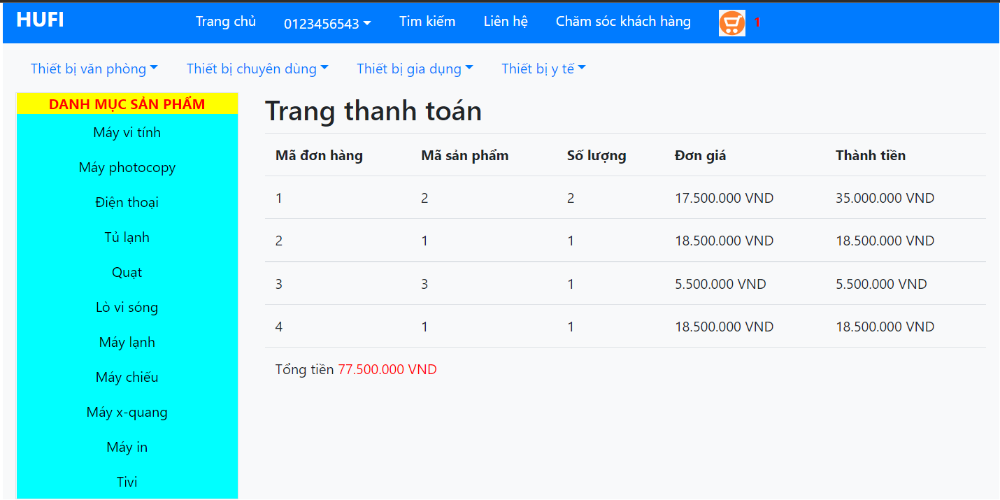 HUFI Trang chủ 0123456543 Tìm kiếm Liên hệ Chăm sóc khách hàng 1
Thiết bị văn phòng Thiết bị chuyên dùng Thiết bị gia dụng Thiết bị y tế
DANH MỤC SẢN PHẨM
Máy vi tính
Máy photocopy
Điện thoại
Tủ lạnh
Quạt
Lò vi sóng
Máy lạnh
Máy chiếu
Máy x-quang
Máy in
Tivi
Trang thanh toán
Mã đơn hàng Mã sản phẩm Số lượng Đơn giá Thành tiền
1 2 2 17.500.000 VND 35.000.000 VND
2 1 1 18.500.000 VND 18.500.000 VND
3 3 1 5.500.000 VND 5.500.000 VND
4 1 1 18.500.000 VND 18.500.000 VND
Tổng tiền 77.500.000 VND